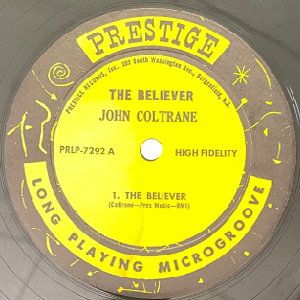 PRESTIGE
PRESTIGE RECORDS, INC., 203 South Washington Ave., Bergenfield, N.J.
THE BELIEVER
JOHN COLTRANE
PRLP-7292 A
HIGH FIDELITY
1. THE BELIEVER
(Coltrane—Pres Music—BMI)
LONG PLAYING MICROGROOVE